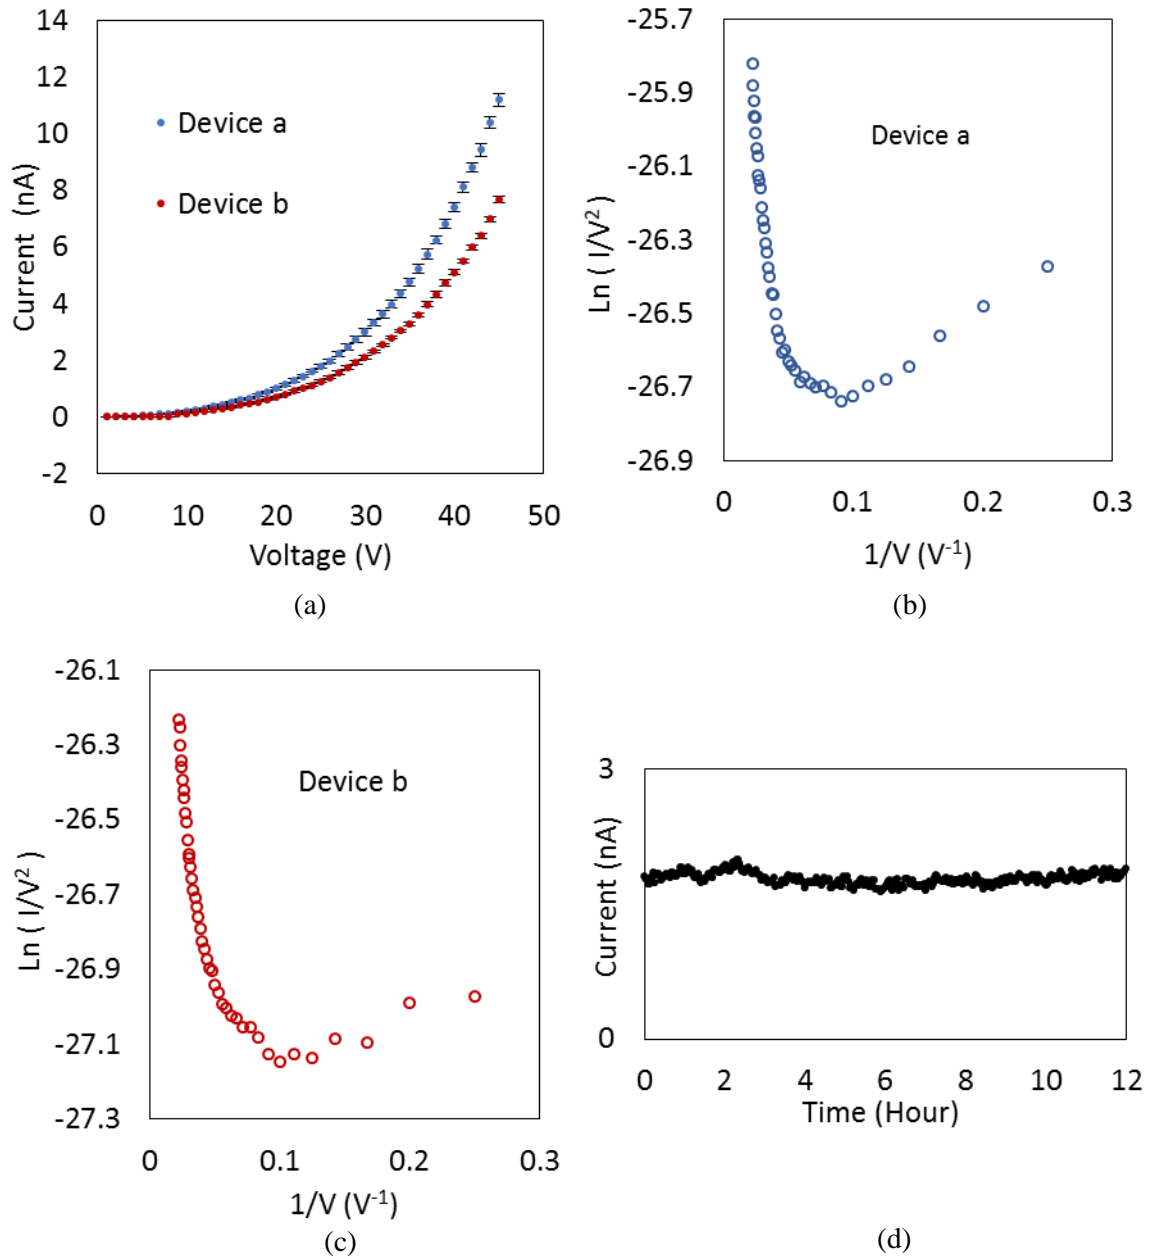 14
12
10
8
6
4
2
0
-2
Current (nA)
Device a
Device b
0 10 20 30 40 50
Voltage (V)
(a)
-25.7
-25.9
-26.1
-26.3
-26.5
-26.7
-26.9
Ln ( I/V²)
Device a
0 0.1 0.2 0.3
1/V (V⁻¹)
(b)
-26.1
-26.3
-26.5
-26.7
-26.9
-27.1
-27.3
Ln ( I/V²)
Device b
0 0.1 0.2 0.3
1/V (V⁻¹)
(c)
3
0
Current (nA)
0 2 4 6 8 10 12
Time (Hour)
(d)